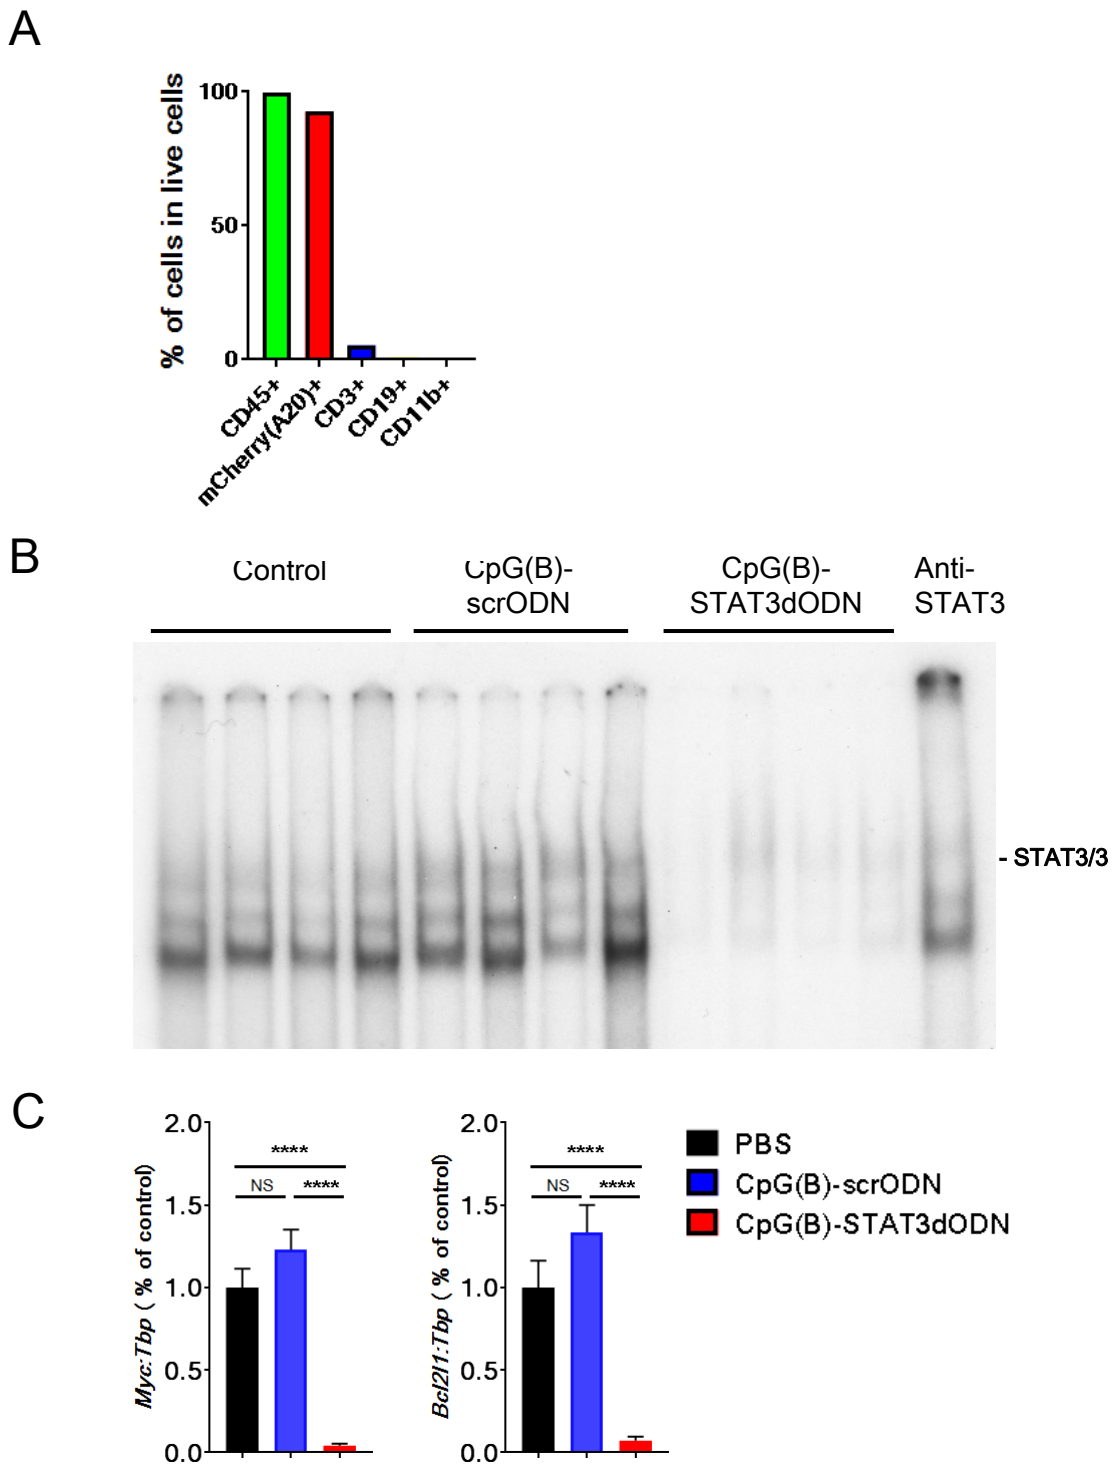 A
% of cells in live cells
100
50
0
CD45+
mCherry(A20)+
CD3+
CD19+
CD11b+
B
Control
CpG(B)-
scrODN
CpG(B)-
STAT3dODN
Anti-
STAT3
- STAT3/3
C
Myc:Tbp ( % of control)
2.0
1.5
1.0
0.5
0.0
****
NS
****
Bcl2l1:Tbp ( % of control)
2.0
1.5
1.0
0.5
0.0
****
NS
****
PBS
CpG(B)-scrODN
CpG(B)-STAT3dODN